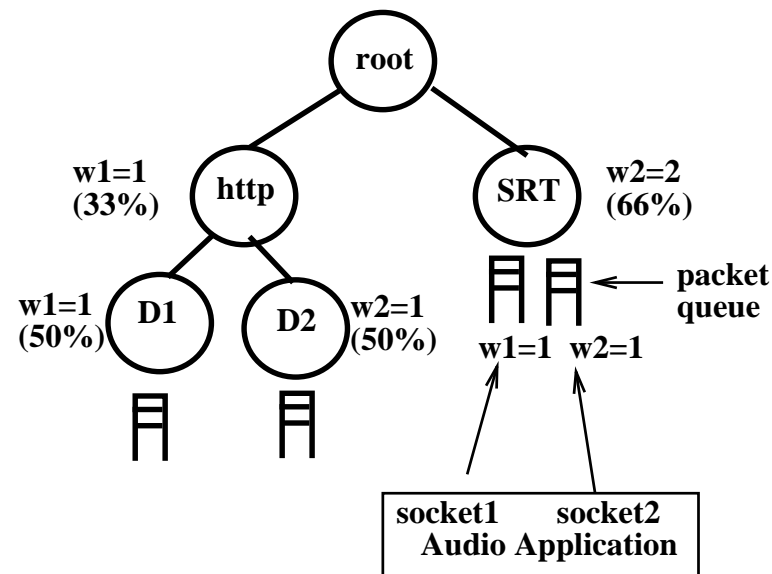 root
w1=1
(33%)
http
SRT
w2=2
(66%)
packet
queue
w1=1
(50%)
D1
D2
w2=1
(50%)
w1=1
w2=1
socket1
socket2
Audio Application